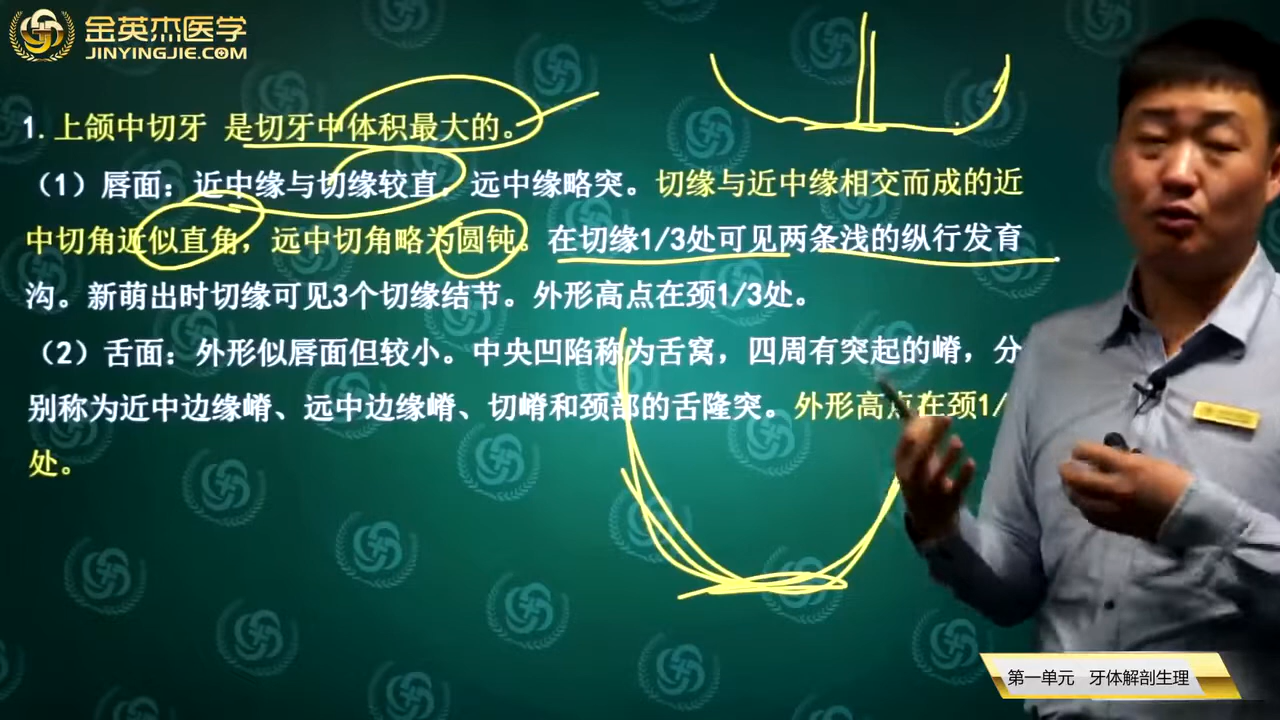 金英杰医学
JINYINGJIE.COM
1.上颌中切牙 是切牙中体积最大的。
（1）唇面：近中缘与切缘较直，远中缘略突。切缘与近中缘相交而成的近
中切角近似直角，远中切角略为圆钝。在切缘1/3处可见两条浅的纵行发育
沟。新萌出时切缘可见3个切缘结节。外形高点在颈1/3处。
（2）舌面：外形似唇面但较小。中央凹陷称为舌窝，四周有突起的嵴，分
别称为近中边缘嵴、远中边缘嵴、切嵴和颈部的舌隆突。外形高点在颈1/
处。
第一单元 牙体解剖生理